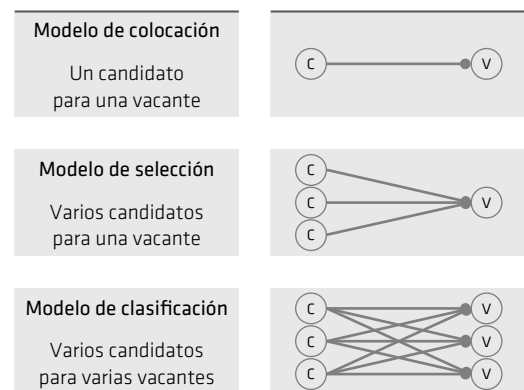 Modelo de colocación
Un candidato
para una vacante
C
V
Modelo de selección
Varios candidatos
para una vacante
C
C
C
V
Modelo de clasificación
Varios candidatos
para varias vacantes
C
V
C
V
C
V